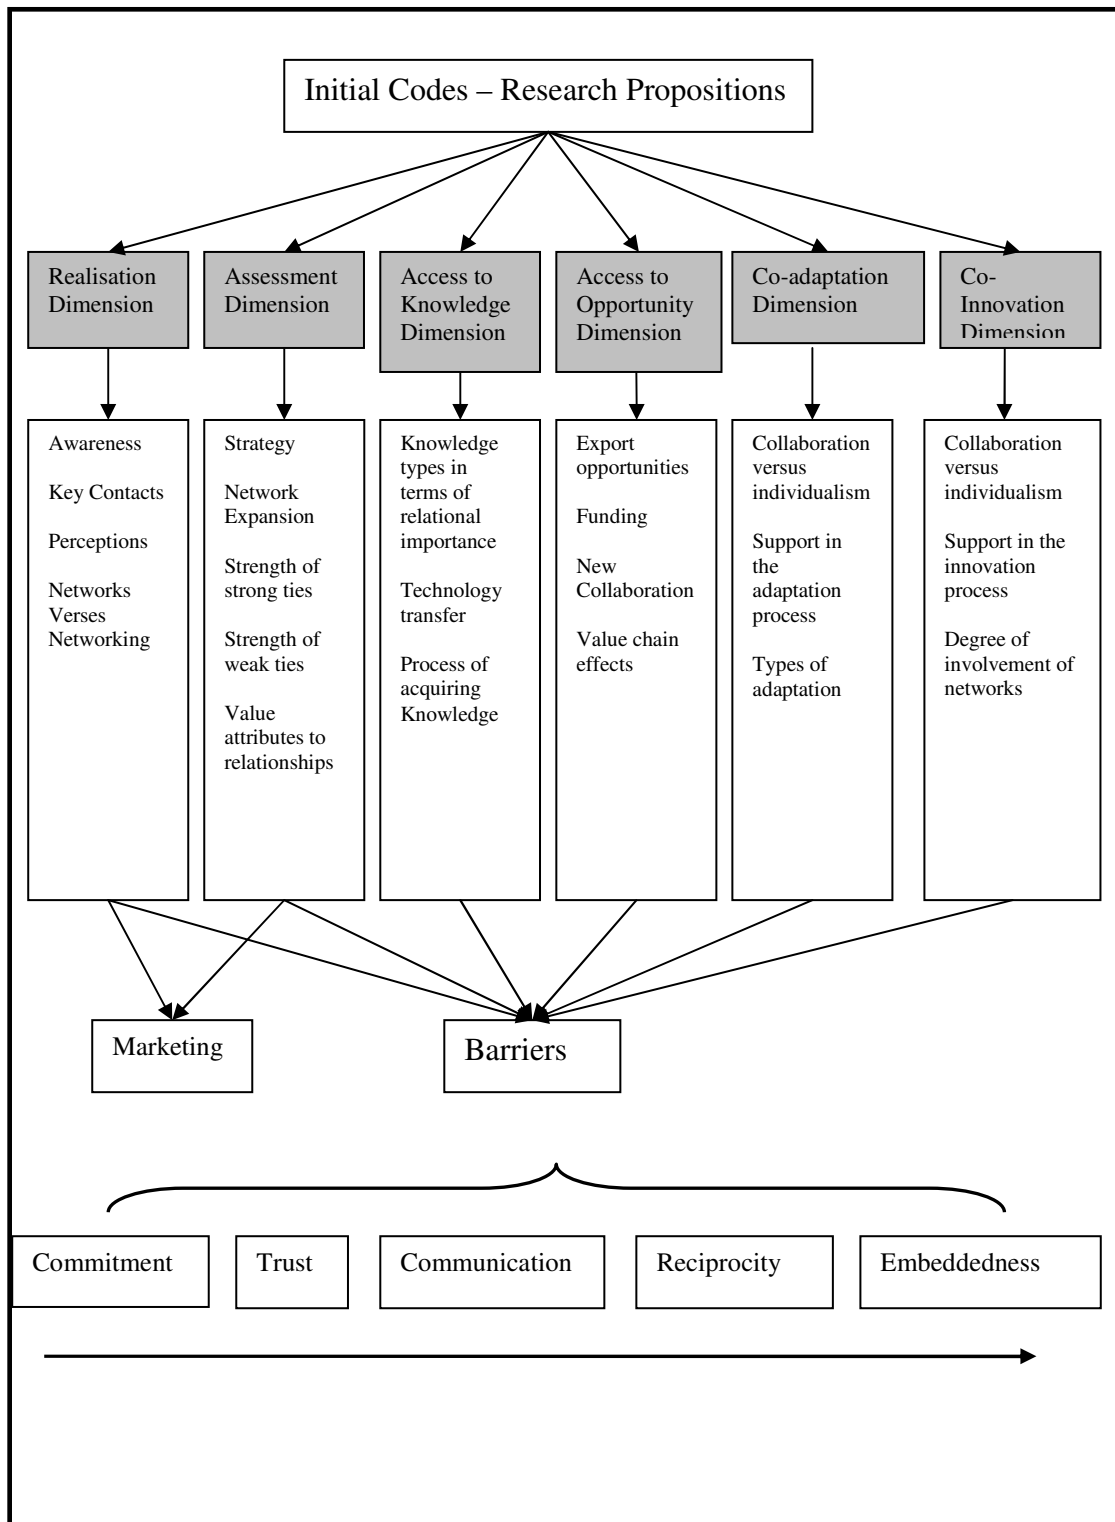 Initial Codes – Research Propositions
Realisation
Dimension
Assessment
Dimension
Access to
Knowledge
Dimension
Access to
Opportunity
Dimension
Co-adaptation
Dimension
Co-
Innovation
Dimension
Awareness
Key Contacts
Perceptions
Networks
Verses
Networking
Strategy
Network
Expansion
Strength of
strong ties
Strength of
weak ties
Value
attributes to
relationships
Knowledge
types in
terms of
relational
importance
Technology
transfer
Process of
acquiring
Knowledge
Export
opportunities
Funding
New
Collaboration
Value chain
effects
Collaboration
versus
individualism
Support in
the
adaptation
process
Types of
adaptation
Collaboration
versus
individualism
Support in the
innovation
process
Degree of
involvement of
networks
Marketing
Barriers
Commitment
Trust
Communication
Reciprocity
Embeddedness